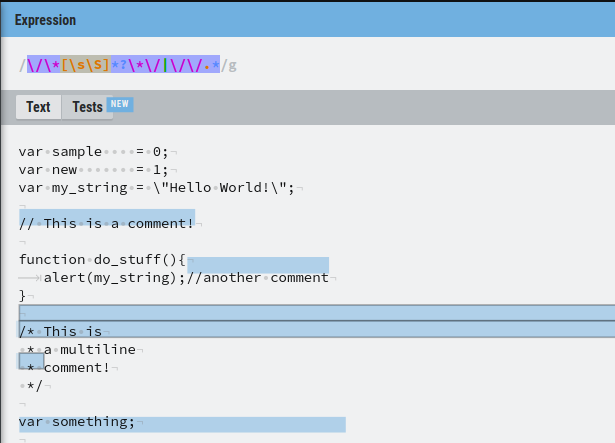 Expression
/\/\*[\s\S]*?\*\/|\/\/.*/g
Text Tests NEW
var sample    = 0;
var new       = 1;
var my_string = \"Hello World!\";
// This is a comment!
function do_stuff(){
alert(my_string);//another comment
}
/* This is
 * a multiline
 * comment!
 */
var something;